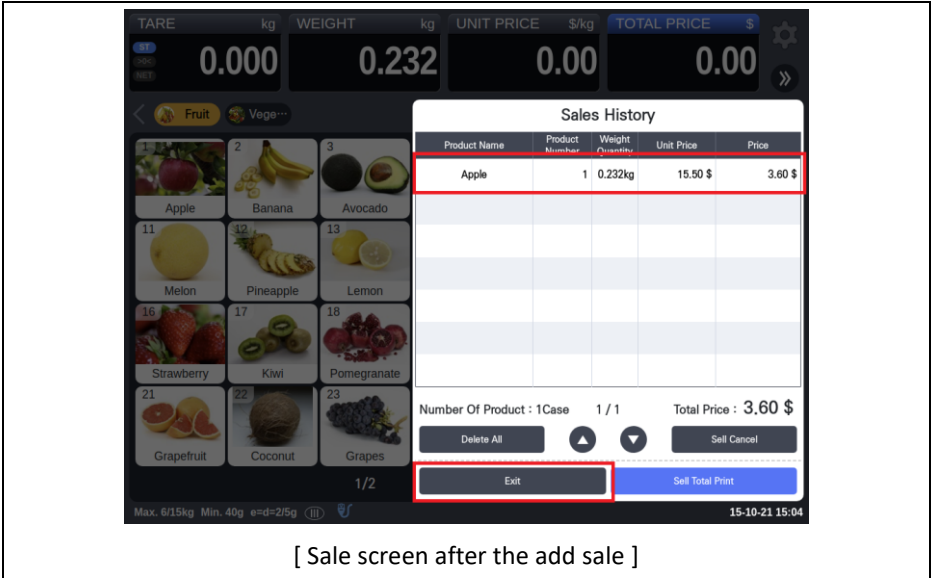 TARE kg WEIGHT kg UNIT PRICE $/kg TOTAL PRICE $
ST
>0<
NET
0.000 0.232 0.00 0.00
Fruit Vege...
Sales History
Product Name Product Number Weight Quantity Unit Price Price
Apple 1 0.232kg 15.50 $ 3.60 $
1 2 3
Apple Banana Avocado
11 12 13
Melon Pineapple Lemon
16 17 18
Strawberry Kiwi Pomegranate
21 22 23
Grapefruit Coconut Grapes
1/2
Number Of Product : 1Case 1 / 1 Total Price : 3.60 $
Delete All Sell Cancel
Exit Sell Total Print
Max. 6/15kg Min. 40g e=d=2/5g III 15-10-21 15:04
[ Sale screen after the add sale ]